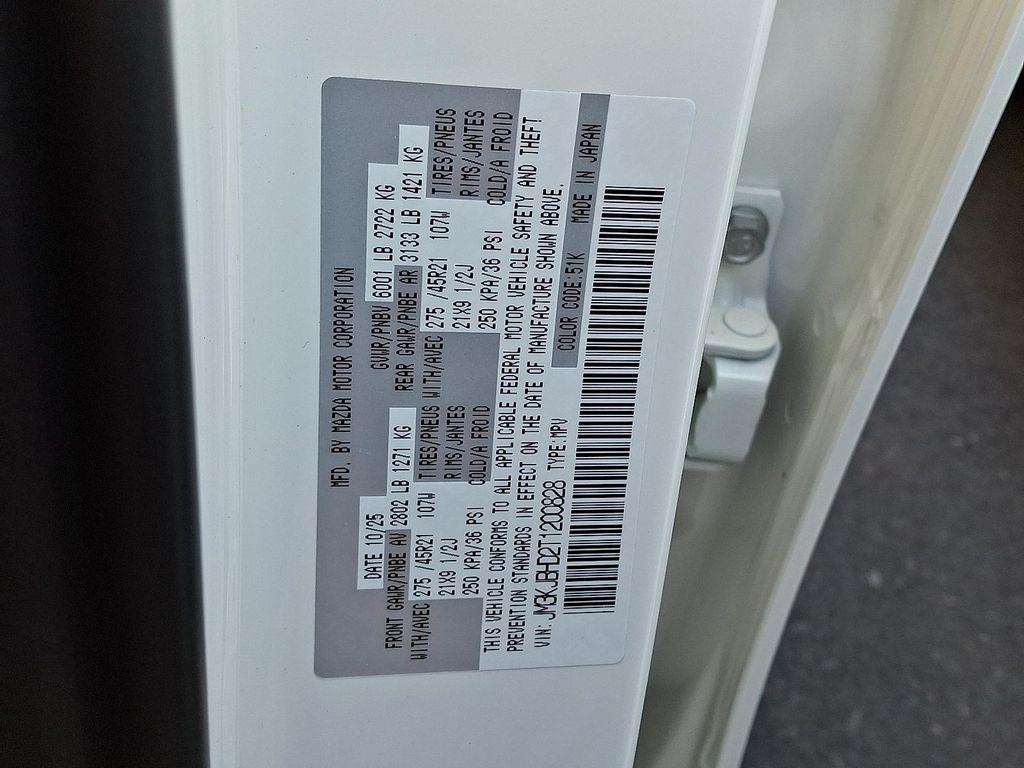 MFD. BY MAZDA MOTOR CORPORATION
DATE 10/25 GVWR/PNBV 6001 LB 2722 KG
FRONT GAWR/PNBE AV 2802 LB 1271 KG REAR GAWR/PNBE AR 3133 LB 1421 KG
WITH/AVEC 275 /45R21 107W TIRES/PNEUS WITH/AVEC 275 /45R21 107W TIRES/PNEUS
21X9 1/2J RIMS/JANTES 21X9 1/2J RIMS/JANTES
250 KPA/36 PSI COLD/A FROID 250 KPA/36 PSI COLD/A FROID
THIS VEHICLE CONFORMS TO ALL APPLICABLE FEDERAL MOTOR VEHICLE SAFETY AND THEFT
PREVENTION STANDARDS IN EFFECT ON THE DATE OF MANUFACTURE SHOWN ABOVE.
VIN: JM3KJBHD2T1200828 TYPE:MPV COLOR CODE:51K MADE IN JAPAN